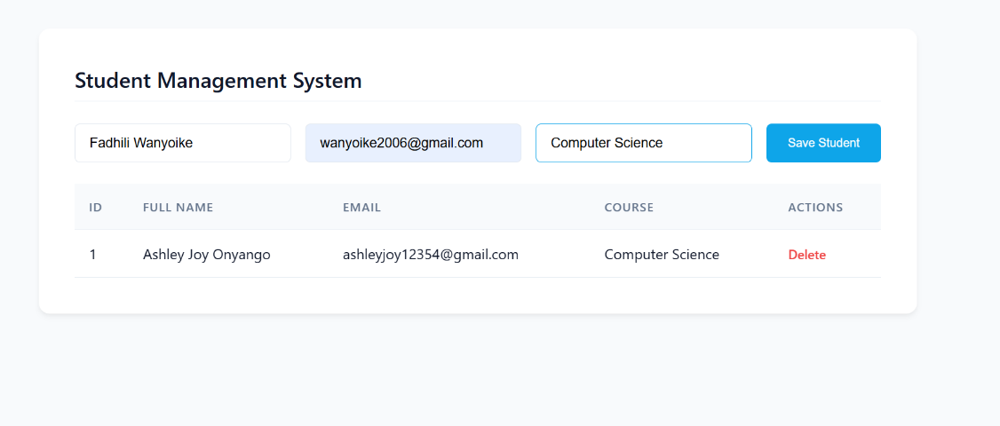 Student Management System
Fadhili Wanyoike wanyoike2006@gmail.com Computer Science Save Student
ID FULL NAME EMAIL COURSE ACTIONS
1 Ashley Joy Onyango ashleyjoy12354@gmail.com Computer Science Delete